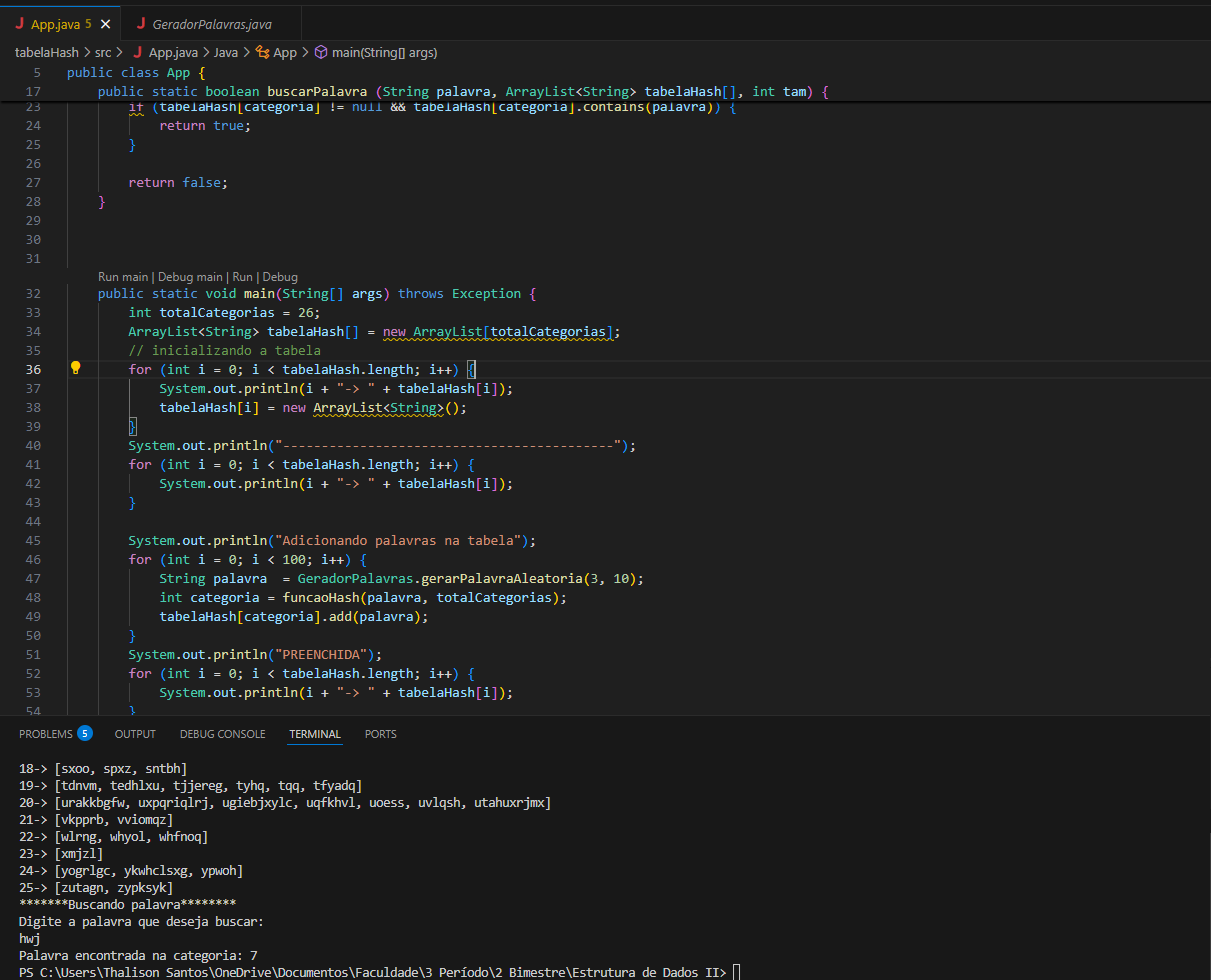 App.java 5
GeradorPalavras.java
tabelaHash > src > App.java > Java > App > main(String[] args)
5 public class App {
17 public static boolean buscarPalavra (String palavra, ArrayList<String> tabelaHash[], int tam) {
23 if (tabelaHash[categoria] != null && tabelaHash[categoria].contains(palavra)) {
24 return true;
25 }
26
27 return false;
28 }
29
30
31
Run main | Debug main | Run | Debug
32 public static void main(String[] args) throws Exception {
33 int totalCategorias = 26;
34 ArrayList<String> tabelaHash[] = new ArrayList[totalCategorias];
35 // inicializando a tabela
36 for (int i = 0; i < tabelaHash.length; i++) {
37 System.out.println(i + "-> " + tabelaHash[i]);
38 tabelaHash[i] = new ArrayList<String>();
39 }
40 System.out.println("-------------------------------------------");
41 for (int i = 0; i < tabelaHash.length; i++) {
42 System.out.println(i + "-> " + tabelaHash[i]);
43 }
44
45 System.out.println("Adicionando palavras na tabela");
46 for (int i = 0; i < 100; i++) {
47 String palavra  = GeradorPalavras.gerarPalavraAleatoria(3, 10);
48 int categoria = funcaoHash(palavra, totalCategorias);
49 tabelaHash[categoria].add(palavra);
50 }
51 System.out.println("PREENCHIDA");
52 for (int i = 0; i < tabelaHash.length; i++) {
53 System.out.println(i + "-> " + tabelaHash[i]);
54 }
PROBLEMS 5 OUTPUT DEBUG CONSOLE TERMINAL PORTS
18-> [sxoo, spxz, sntbh]
19-> [tdnvm, tedhlxu, tjjereg, tyhq, tqq, tfyadq]
20-> [urakkbgfw, uxpqriqlrj, ugiebjxylc, uqfkhvl, uoess, uvlqsh, utahuxrjmx]
21-> [vkpprb, vviomqz]
22-> [wlrng, whyol, whfnoq]
23-> [xmjzl]
24-> [yogrlgc, ykwhclsxg, ypwoh]
25-> [zutagn, zypksyk]
*******Buscando palavra********
Digite a palavra que deseja buscar:
hwj
Palavra encontrada na categoria: 7
PS C:\Users\Thalison Santos\OneDrive\Documentos\Faculdade\3 Período\2 Bimestre\Estrutura de Dados II>